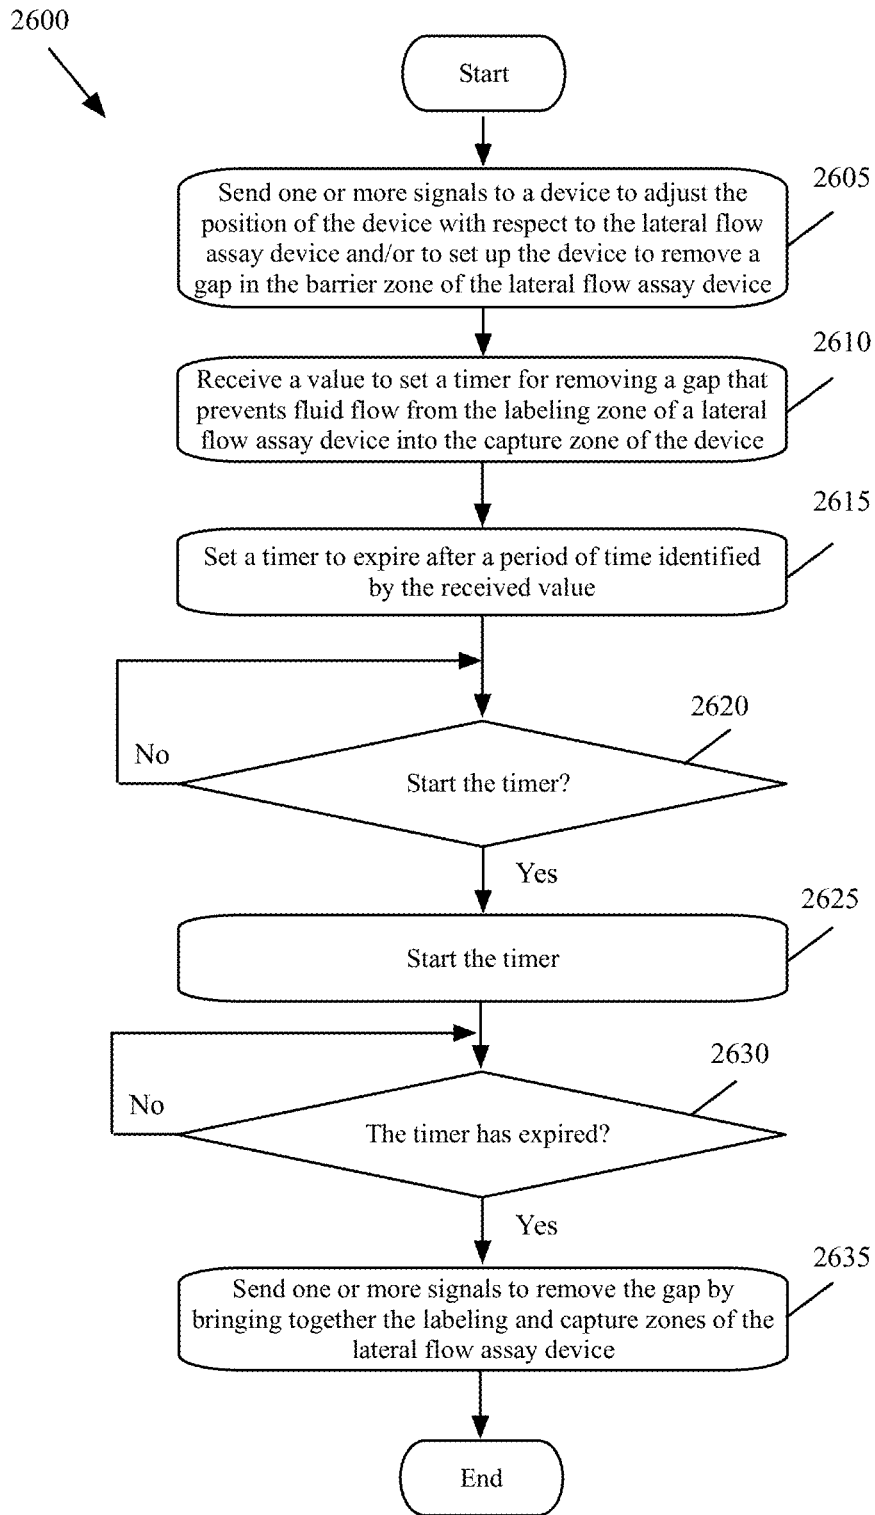 2600
Start
2605
Send one or more signals to a device to adjust the
position of the device with respect to the lateral flow
assay device and/or to set up the device to remove a
gap in the barrier zone of the lateral flow assay device
2610
Receive a value to set a timer for removing a gap that
prevents fluid flow from the labeling zone of a lateral
flow assay device into the capture zone of the device
2615
Set a timer to expire after a period of time identified
by the received value
2620
No
Start the timer?
Yes
2625
Start the timer
2630
No
The timer has expired?
Yes
2635
Send one or more signals to remove the gap by
bringing together the labeling and capture zones of the
lateral flow assay device
End